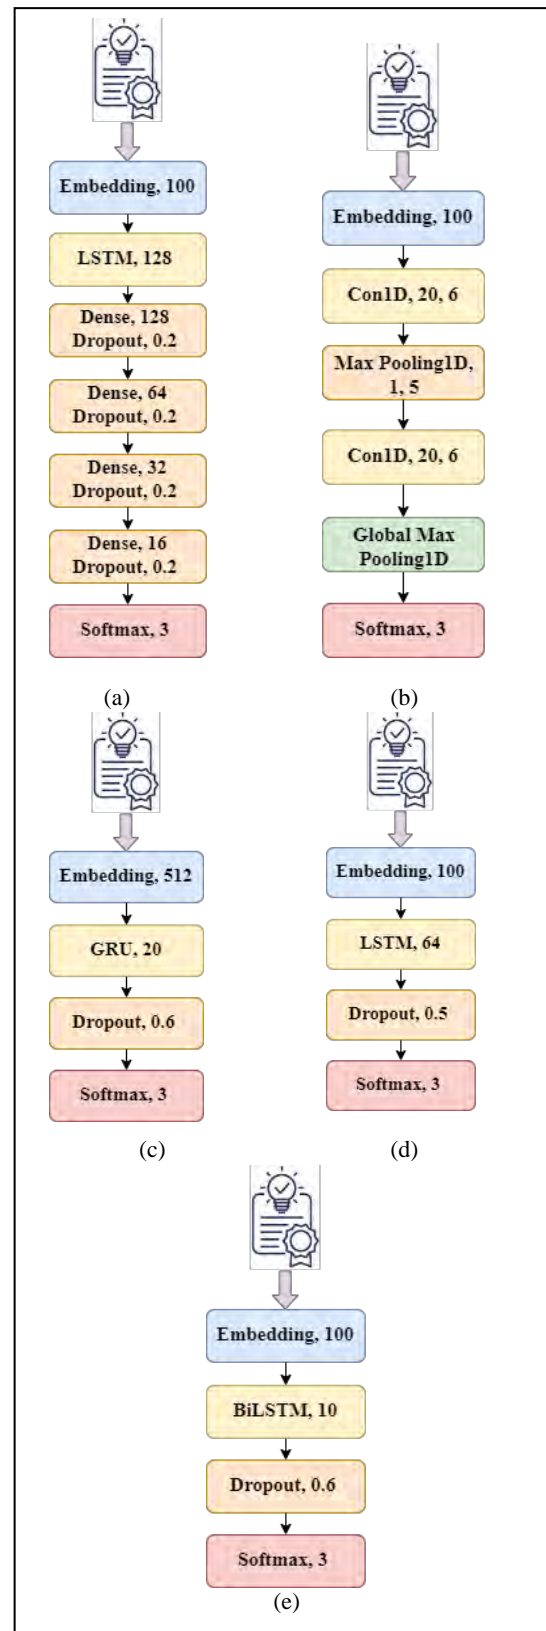 Embedding, 100
LSTM, 128
Dense, 128
Dropout, 0.2
Dense, 64
Dropout, 0.2
Dense, 32
Dropout, 0.2
Dense, 16
Dropout, 0.2
Softmax, 3
(a)
Embedding, 100
Con1D, 20, 6
Max Pooling1D,
1, 5
Con1D, 20, 6
Global Max
Pooling1D
Softmax, 3
(b)
Embedding, 512
GRU, 20
Dropout, 0.6
Softmax, 3
(c)
Embedding, 100
LSTM, 64
Dropout, 0.5
Softmax, 3
(d)
Embedding, 100
BiLSTM, 10
Dropout, 0.6
Softmax, 3
(e)